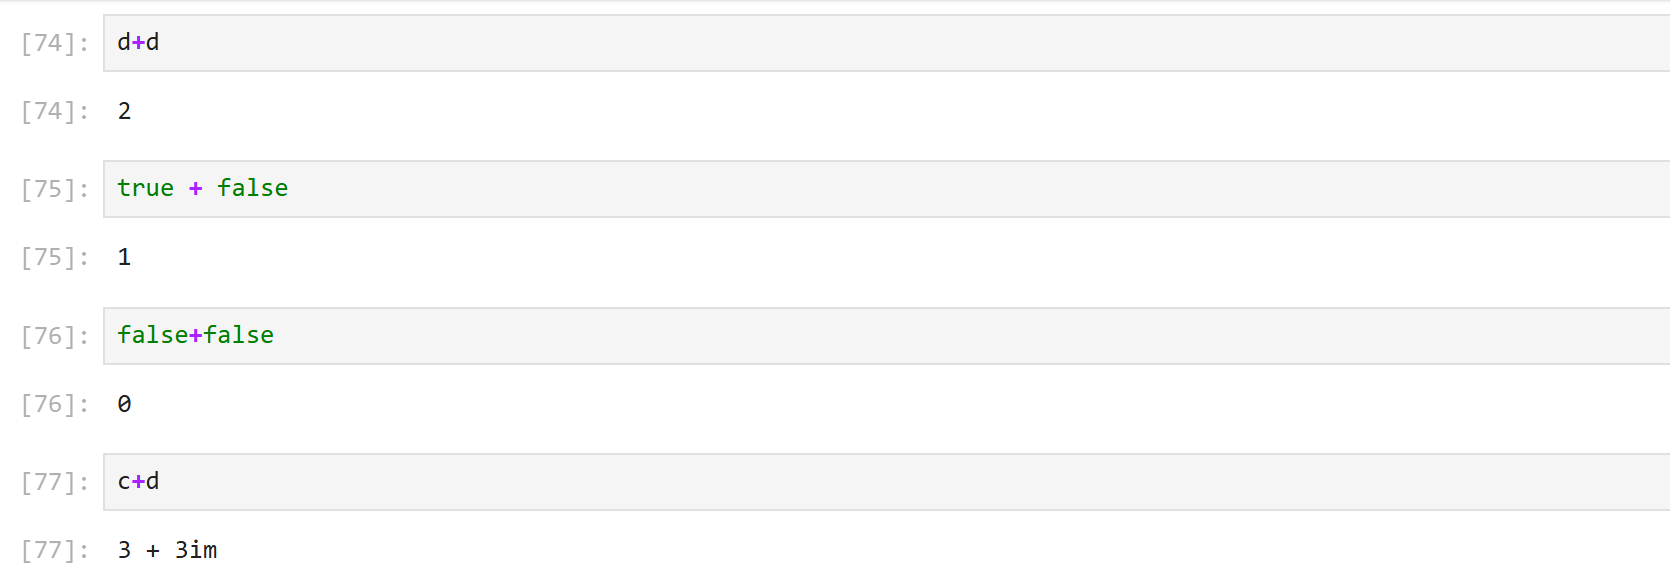 [74]: d+d
[74]: 2
[75]: true + false
[75]: 1
[76]: false+false
[76]: 0
[77]: c+d
[77]: 3 + 3im